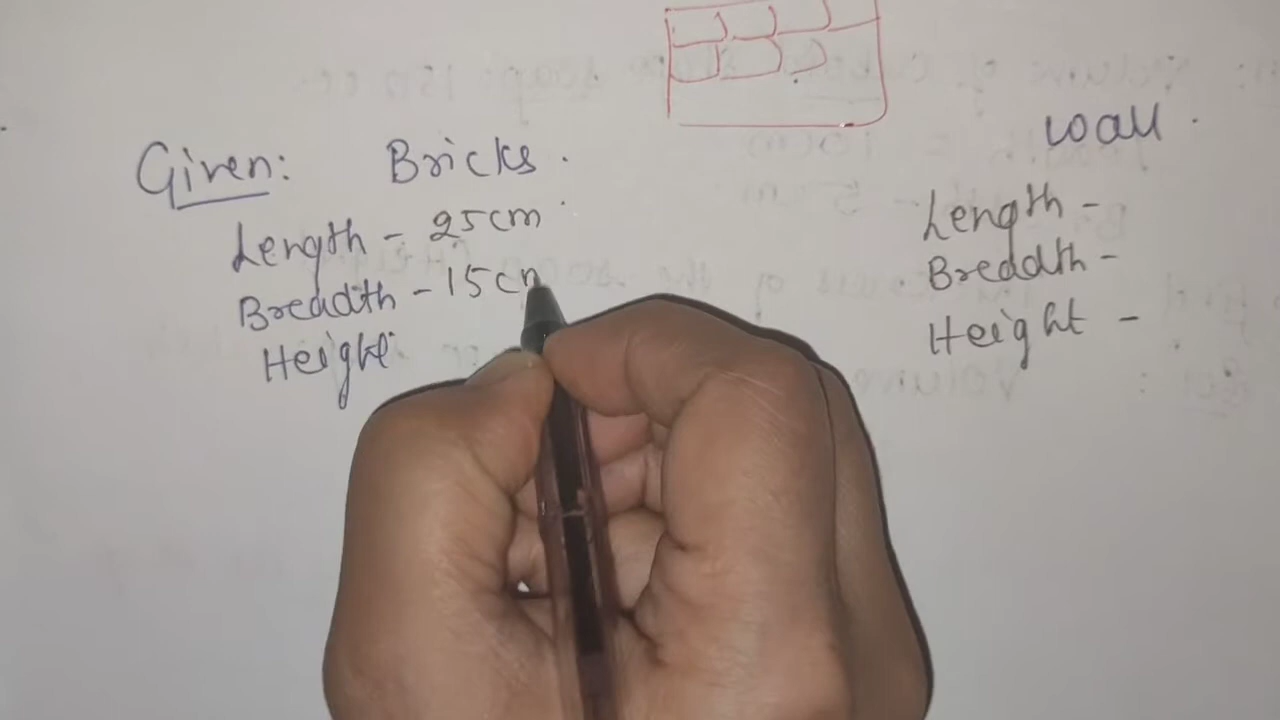 Given: Bricks.
Length - 25cm
Breadth - 15cm
Height
Wall.
Length -
Breadth -
Height -